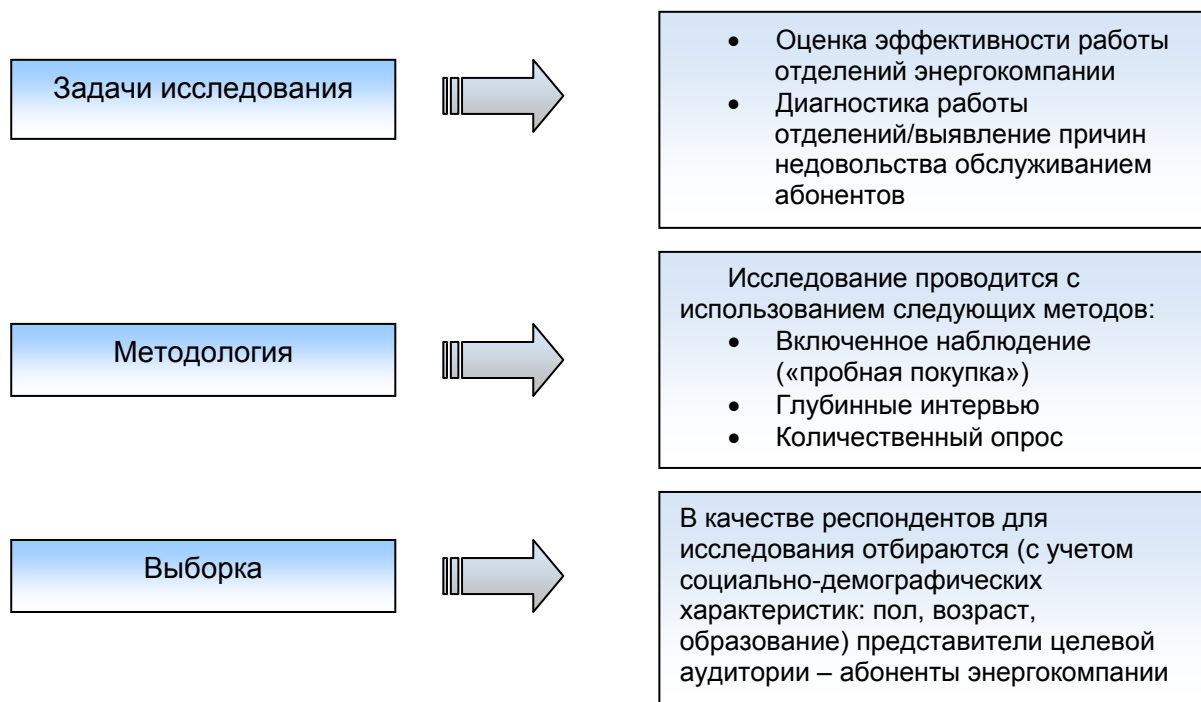 Задачи исследования
• Оценка эффективности работы
отделений энергокомпании
• Диагностика работы
отделений/выявление причин
недовольства обслуживанием
абонентов
Методология
Исследование проводится с
использованием следующих методов:
• Включенное наблюдение
(«пробная покупка»)
• Глубинные интервью
• Количественный опрос
Выборка
В качестве респондентов для
исследования отбираются (с учетом
социально-демографических
характеристик: пол, возраст,
образование) представители целевой
аудитории – абоненты энергокомпании